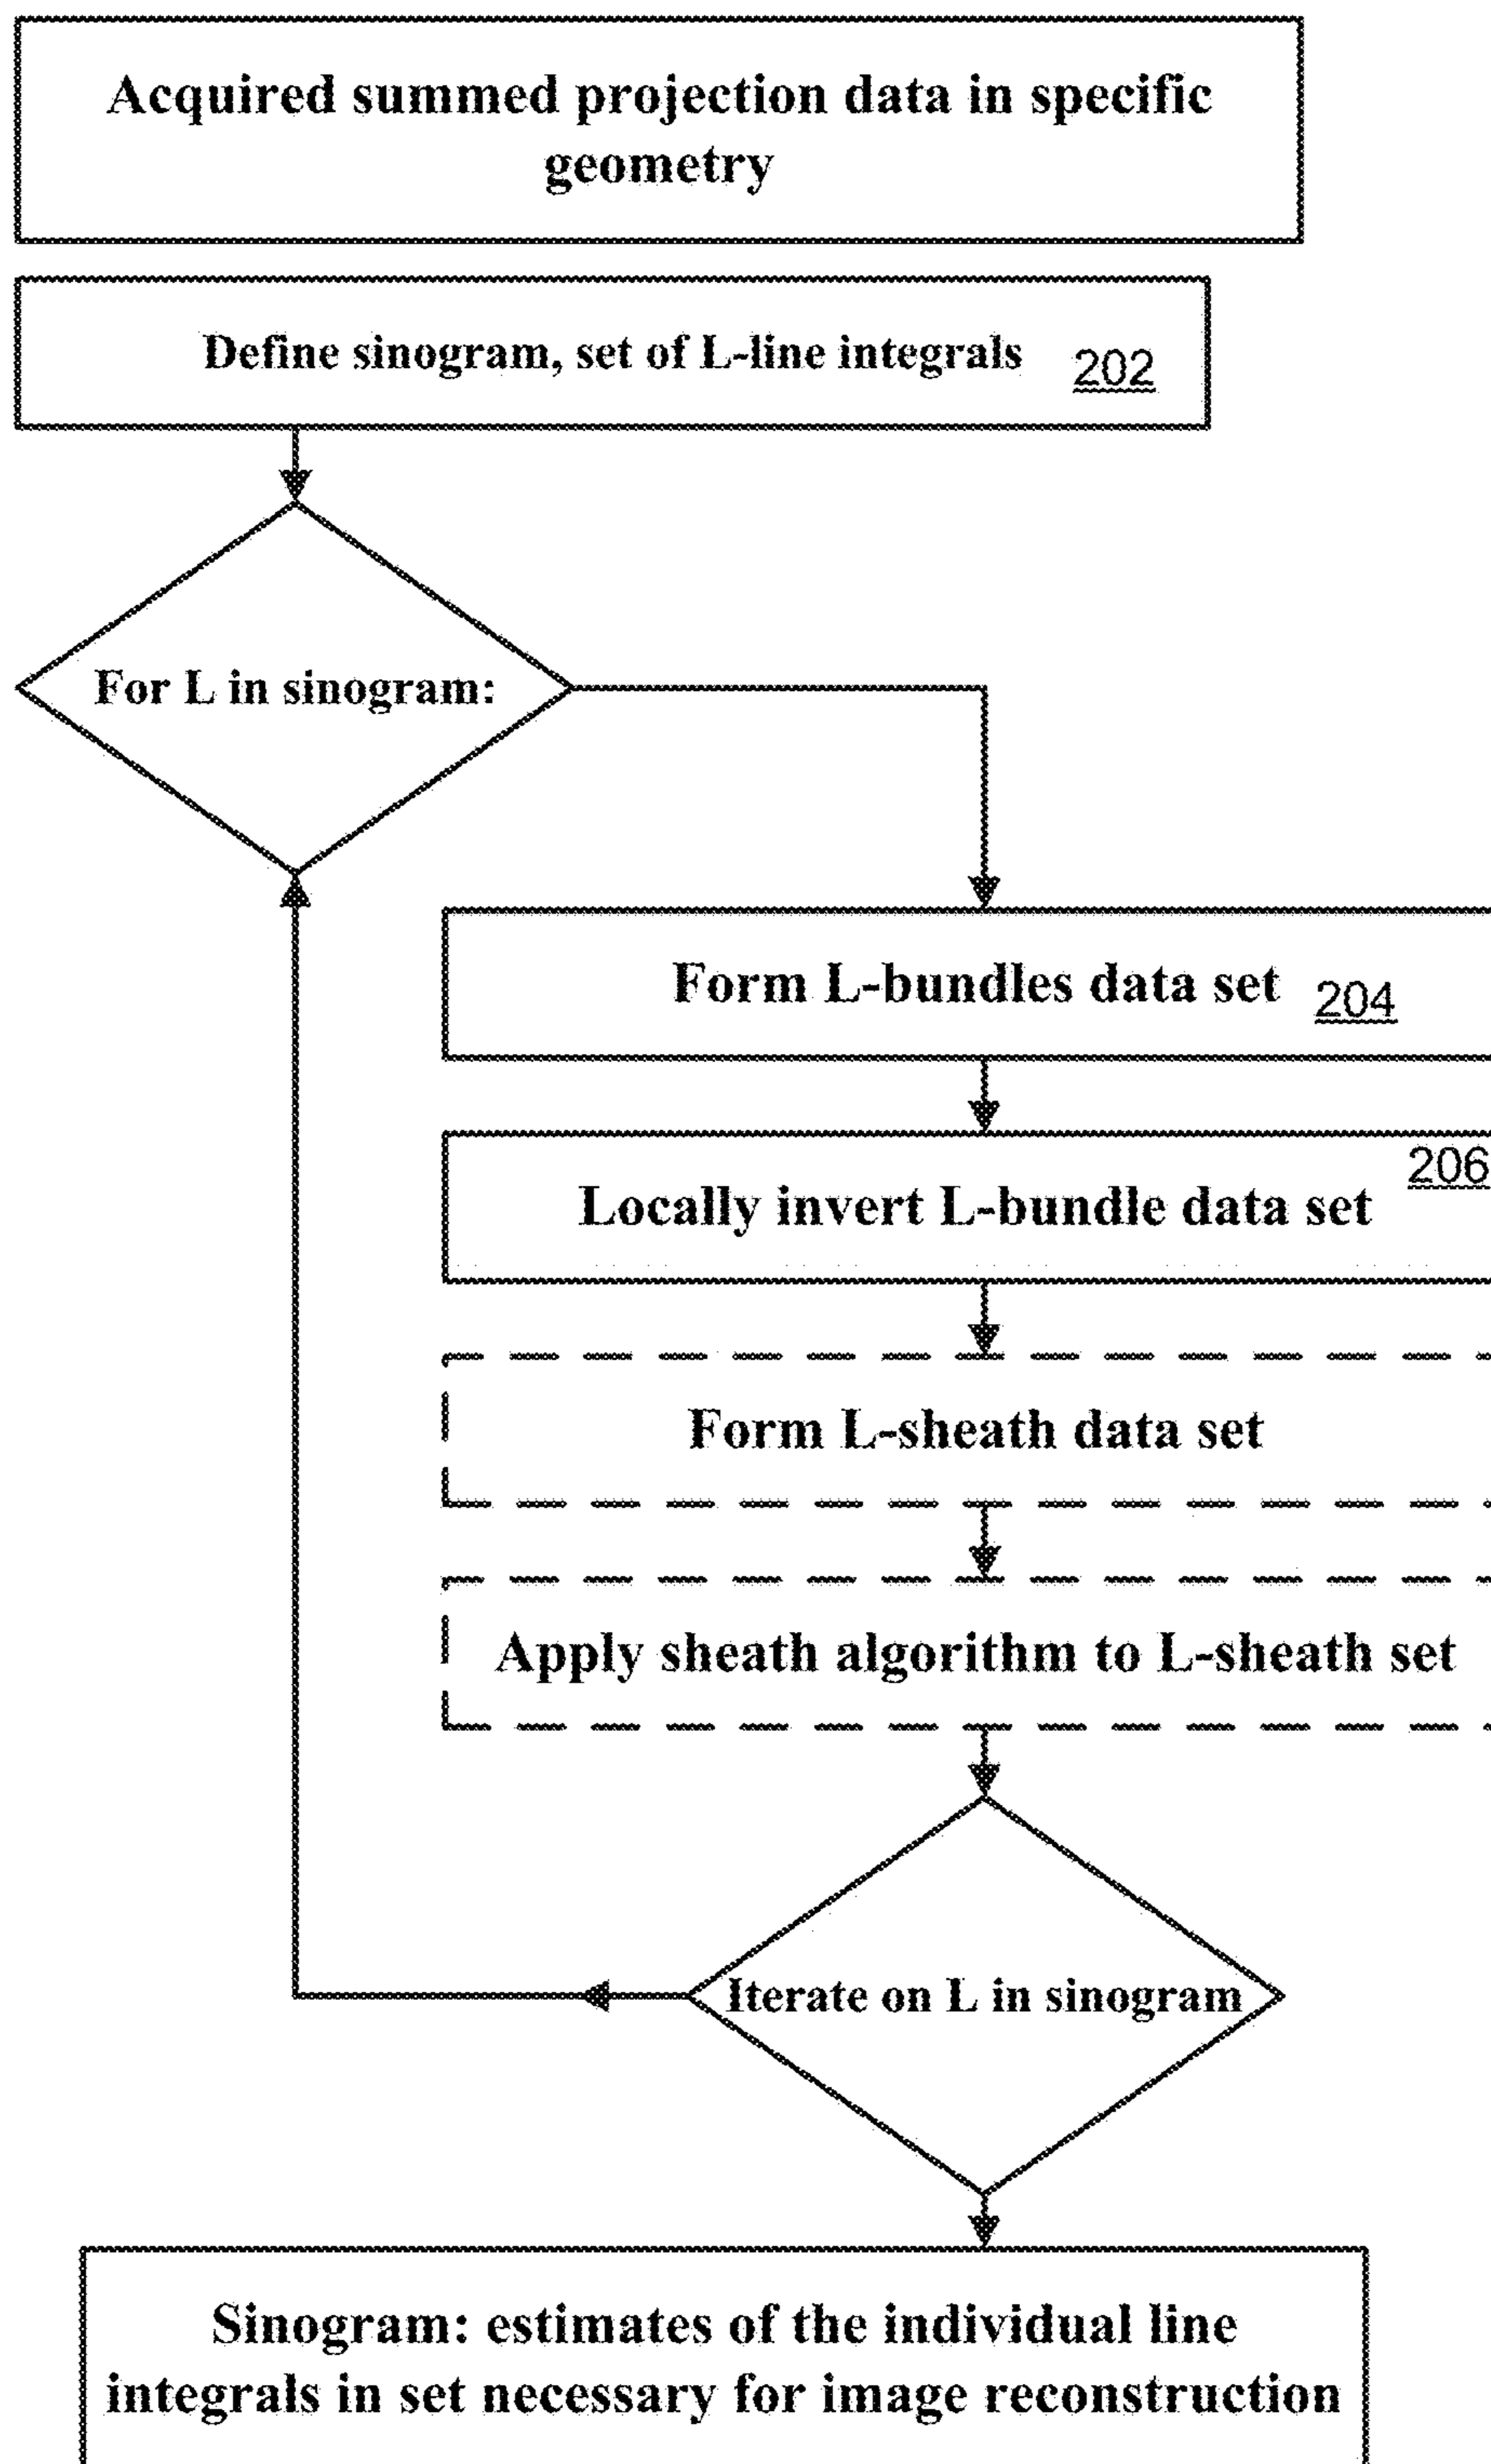 Acquired summed projection data in specific
geometry
Define sinogram, set of L-line integrals 202
For L in sinogram:
Form L-bundles data set 204
206
Locally invert L-bundle data set
Form L-sheath data set
Apply sheath algorithm to L-sheath set
Iterate on L in sinogram
Sinogram: estimates of the individual line
integrals in set necessary for image reconstruction